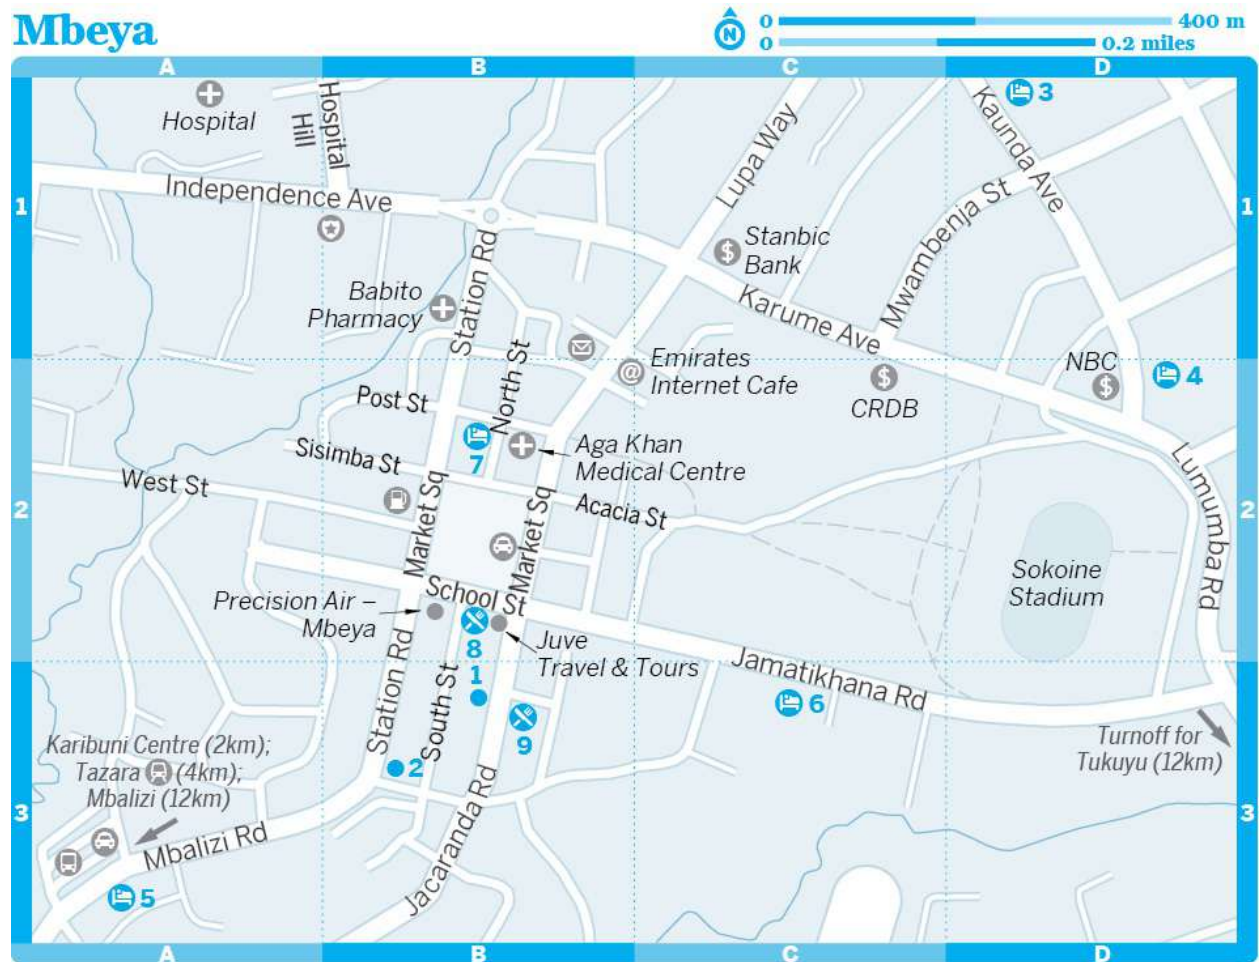 Mbeya
N
0 400 m
0 0.2 miles
A B C D
1
1
2
2
3
3
A B C D
Hospital
Hospital
Hill
Independence Ave
Lupa Way
Kaunda Ave
3
Mwambenja St
Stanbic
Bank
Station Rd
Babito
Pharmacy
Karume Ave
North St
@
Emirates
Internet Cafe
$
$
$
CRDB
NBC
4
Post St
7
Aga Khan
Medical Centre
Sisimba St
West St
Acacia St
Market Sq
Market Sq
Lumumba Rd
Sokoine
Stadium
School St
Precision Air –
Mbeya
8
Juve
Travel & Tours
1
Station Rd
South St
Jamatikhana Rd
6
9
2
Karibuni Centre (2km);
Tazara (4km);
Mbalizi (12km)
Turnoff for
Tukuyu (12km)
Mbalizi Rd
Jacaranda Rd
5